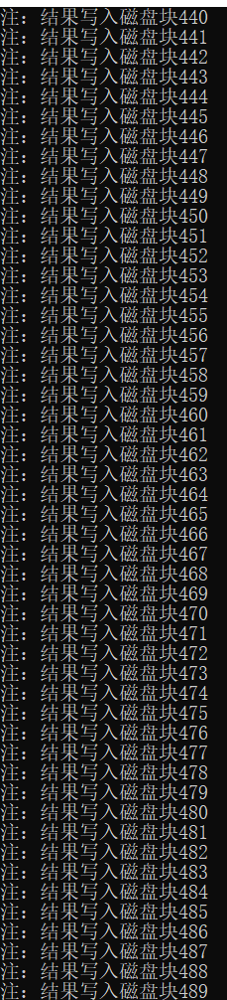 注：结果写入磁盘块440
注：结果写入磁盘块441
注：结果写入磁盘块442
注：结果写入磁盘块443
注：结果写入磁盘块444
注：结果写入磁盘块445
注：结果写入磁盘块446
注：结果写入磁盘块447
注：结果写入磁盘块448
注：结果写入磁盘块449
注：结果写入磁盘块450
注：结果写入磁盘块451
注：结果写入磁盘块452
注：结果写入磁盘块453
注：结果写入磁盘块454
注：结果写入磁盘块455
注：结果写入磁盘块456
注：结果写入磁盘块457
注：结果写入磁盘块458
注：结果写入磁盘块459
注：结果写入磁盘块460
注：结果写入磁盘块461
注：结果写入磁盘块462
注：结果写入磁盘块463
注：结果写入磁盘块464
注：结果写入磁盘块465
注：结果写入磁盘块466
注：结果写入磁盘块467
注：结果写入磁盘块468
注：结果写入磁盘块469
注：结果写入磁盘块470
注：结果写入磁盘块471
注：结果写入磁盘块472
注：结果写入磁盘块473
注：结果写入磁盘块474
注：结果写入磁盘块475
注：结果写入磁盘块476
注：结果写入磁盘块477
注：结果写入磁盘块478
注：结果写入磁盘块479
注：结果写入磁盘块480
注：结果写入磁盘块481
注：结果写入磁盘块482
注：结果写入磁盘块483
注：结果写入磁盘块484
注：结果写入磁盘块485
注：结果写入磁盘块486
注：结果写入磁盘块487
注：结果写入磁盘块488
注：结果写入磁盘块489